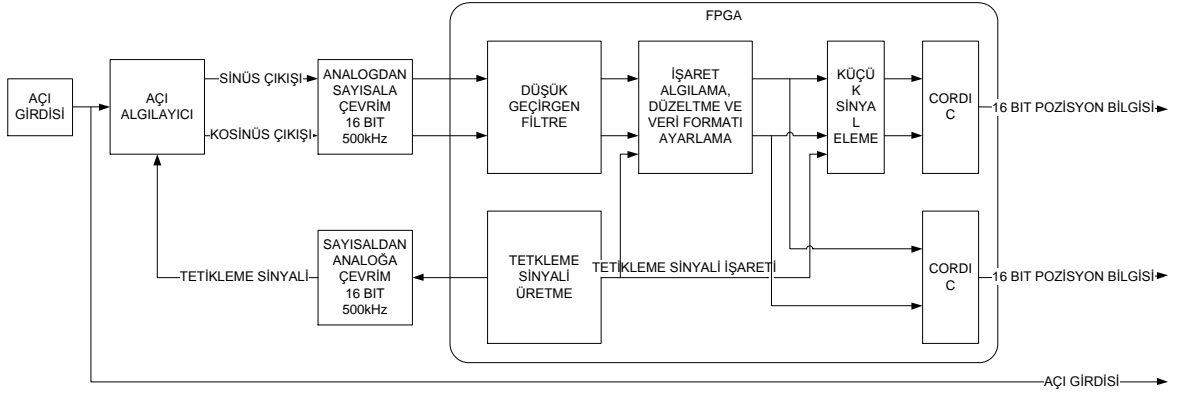 FPGA
AÇI
GİRDİSİ
AÇI
ALGILAYICI
SİNÜS ÇIKIŞI
KOSİNÜS ÇIKIŞI
ANALOGDAN
SAYISALA
ÇEVRİM
16 BIT
500kHz
DÜŞÜK
GEÇİRGEN
FİLTRE
İŞARET
ALGILAMA,
DÜZELTME VE
VERİ FORMATI
AYARLAMA
KÜÇÜ
K
SİNYA
L
ELEME
CORDI
C
16 BIT POZİSYON BİLGİSİ
TETİKLEME SİNYALİ
SAYISALDAN
ANALOĞA
ÇEVRİM
16 BIT
500kHz
TETKLEME
SİNYALİ
ÜRETME
TETİKLEME SİNYALİ İŞARETİ
CORDI
C
16 BIT POZİSYON BİLGİSİ
AÇI GİRDİSİ